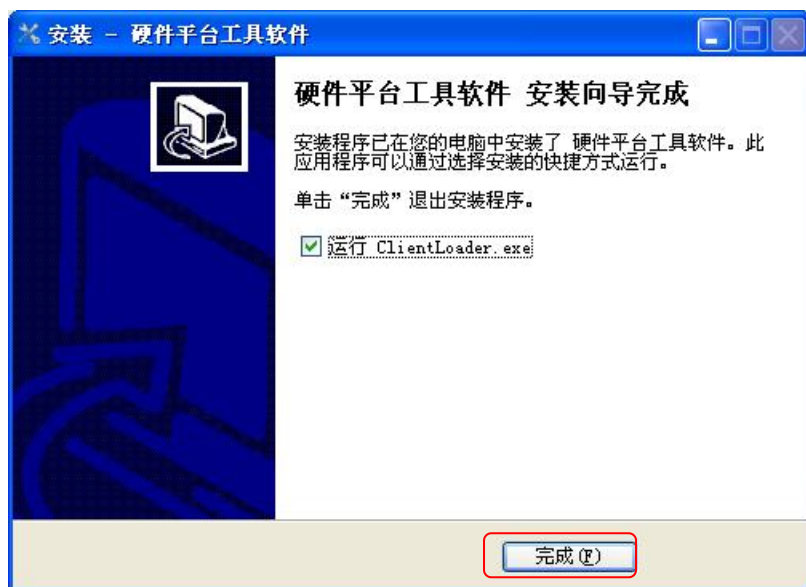 安装 - 硬件平台工具软件
硬件平台工具软件 安装向导完成
安装程序已在您的电脑中安装了 硬件平台工具软件。此
应用程序可以通过选择安装的快捷方式运行。
单击“完成”退出安装程序。
运行 ClientLoader.exe
完成(F)